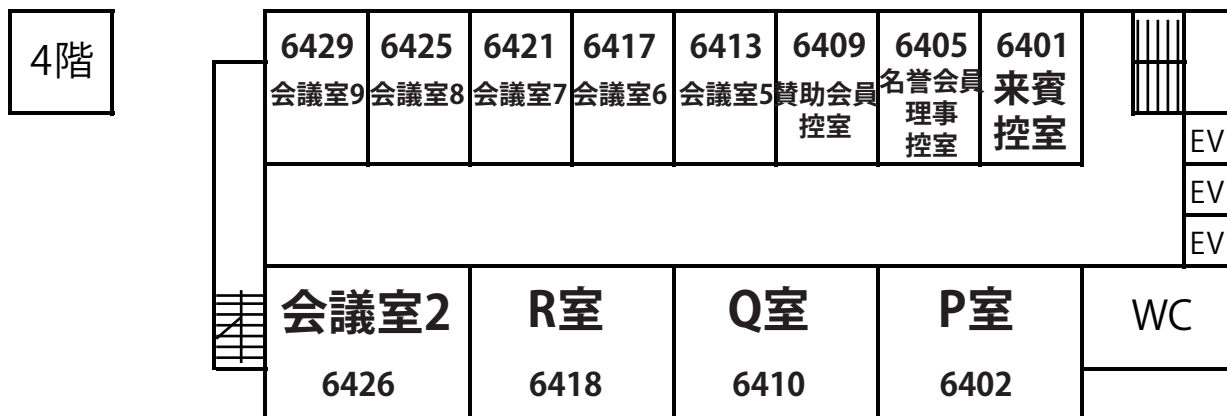 4階
6429
会議室9
6425
会議室8
6421
会議室7
6417
会議室6
6413
会議室5
6409
賛助会員
控室
6405
名誉会員
理事
控室
6401
来賓
控室
EV
EV
EV
会議室2
6426
R室
6418
Q室
6410
P室
6402
WC